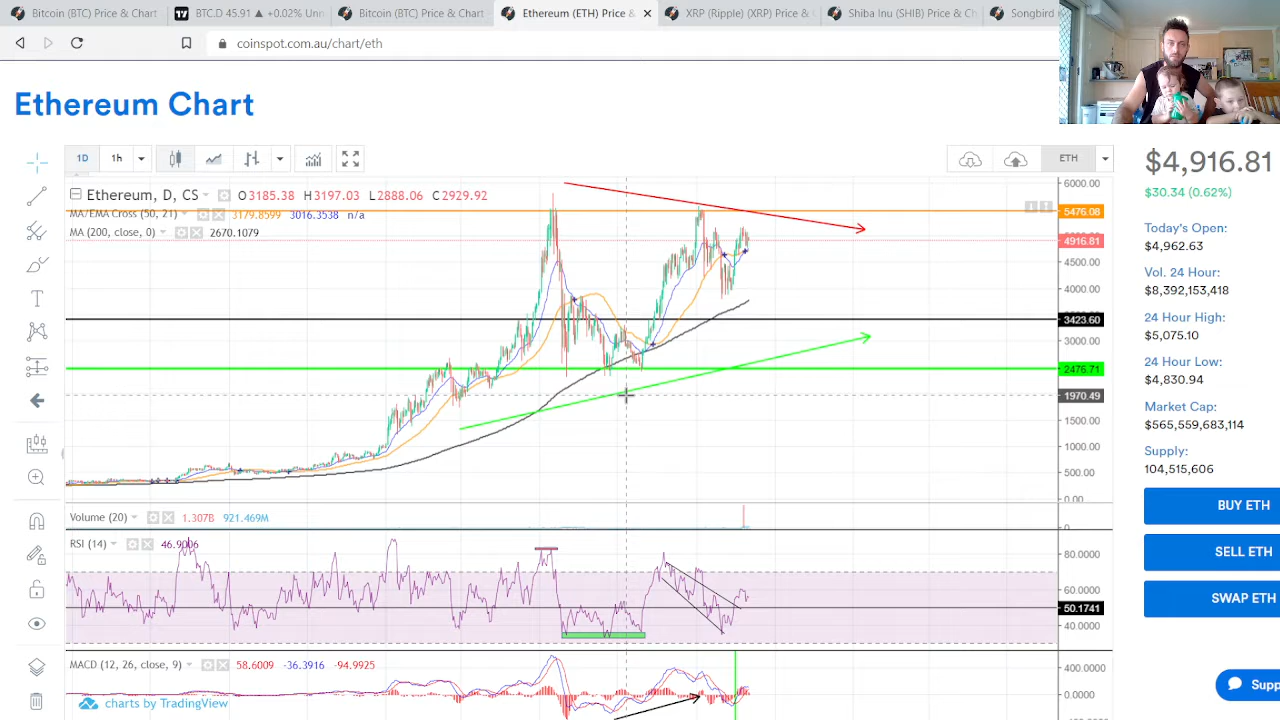 Bitcoin (BTC) Price & Chart
BTC.D 45.91 ▲ +0.02% Un
Bitcoin (BTC) Price & Chart
Ethereum (ETH) Price &
XRP (Ripple) (XRP) Price & C
Shiba Inu (SHIB) Price & Ch
Songbird
coinspot.com.au/chart/eth
Ethereum Chart
1D 1h
ETH
$4,916.81
$30.34 (0.62%)
Ethereum, D, CS O3185.38 H3197.03 L2888.06 C2929.92
MA/EMA Cross (50, 21) 3179.8599 3016.3538 n/a
MA (200, close, 0) 2670.1079
6000.00
5476.08
4916.81
4500.00
4000.00
3423.60
3000.00
2476.71
1970.49
1500.00
1000.00
500.00
0.00
Today's Open:
$4,962.63
Vol. 24 Hour:
$8,392,153,418
24 Hour High:
$5,075.10
24 Hour Low:
$4,830.94
Market Cap:
$565,559,683,114
Supply:
104,515,606
BUY ETH
SELL ETH
SWAP ETH
Volume (20) 1.307B 921.469M
0
RSI (14) 46.9006
80.0000
60.0000
50.1741
40.0000
MACD (12, 26, close, 9) 58.6009 -36.3916 -94.9925
400.0000
0.0000
charts by TradingView
Supp